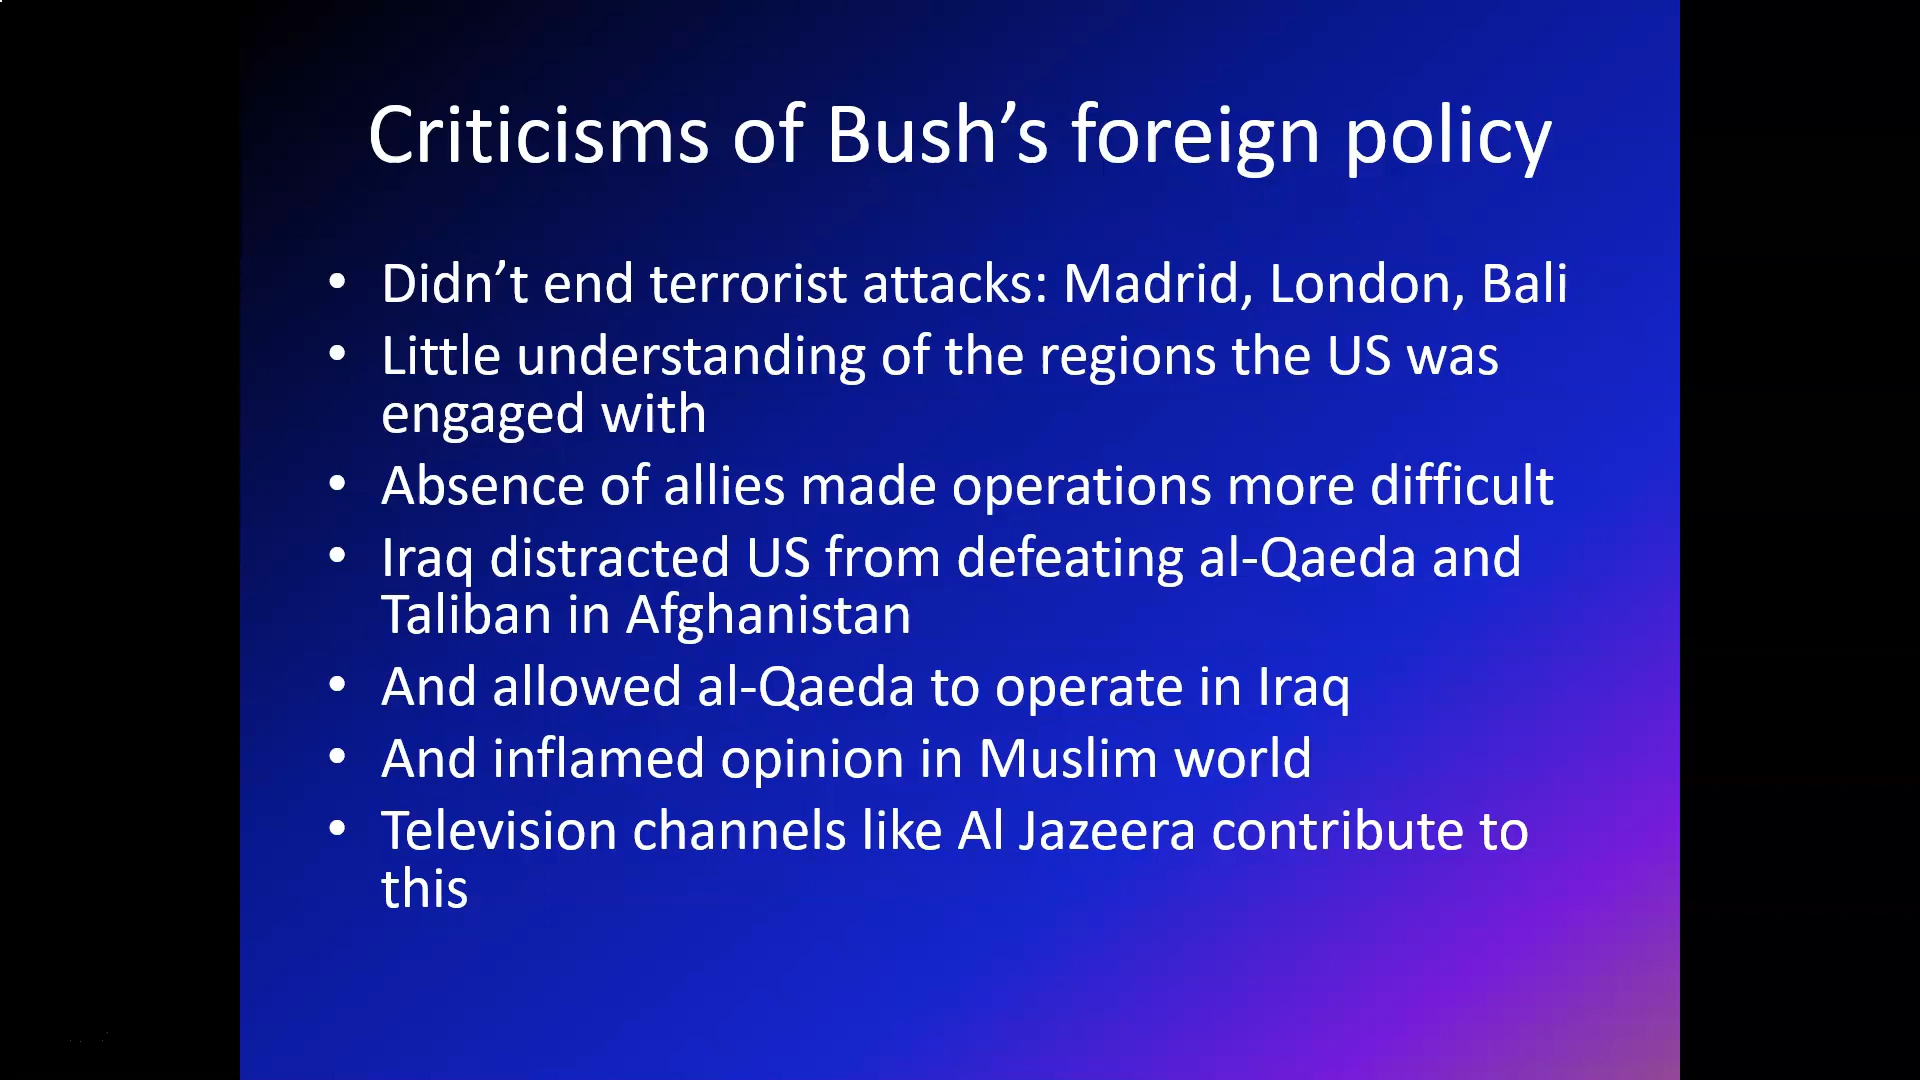 Criticisms of Bush’s foreign policy
• Didn’t end terrorist attacks: Madrid, London, Bali
• Little understanding of the regions the US was
engaged with
• Absence of allies made operations more difficult
• Iraq distracted US from defeating al-Qaeda and
Taliban in Afghanistan
• And allowed al-Qaeda to operate in Iraq
• And inflamed opinion in Muslim world
• Television channels like Al Jazeera contribute to
this